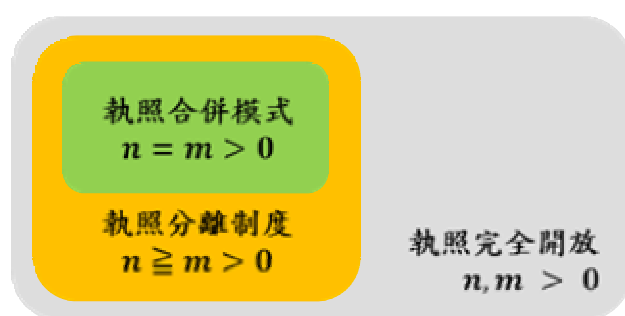 執照合併模式
n = m > 0
執照分離制度
n ≧ m > 0
執照完全開放
n, m > 0